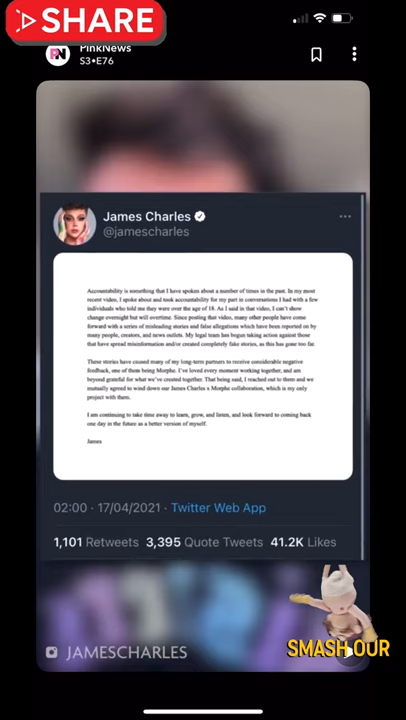 SHARE
PinkNews
S3•E76
James Charles
@jamescharles
Accountability is something that I have spoken about a number of times in the past. In my most
recent video, I spoke about and took accountability for my part in conversations I had with a few
individuals who told me they were over the age of 18. As I said in that video, I can't show
change overnight but will overtime. Since posting that video, many other people have come
forward with a series of misleading stories and false allegations which have been reported on by
many people, creators, and news outlets. My legal team has begun taking action against those
that have spread misinformation and/or created completely fake stories, as this has gone too far.
These stories have caused many of my long-term partners to receive considerable negative
feedback, one of them being Morphe. I've loved every moment working together, and am
beyond grateful for what we've created together. That being said, I reached out to them and we
mutually agreed to wind down our James Charles x Morphe collaboration, which is my only
project with them.
I am continuing to take time away to learn, grow, and listen, and look forward to coming back
one day in the future as a better version of myself.
James
02:00 · 17/04/2021 · Twitter Web App
1,101 Retweets 3,395 Quote Tweets 41.2K Likes
SMASH OUR
JAMESCHARLES